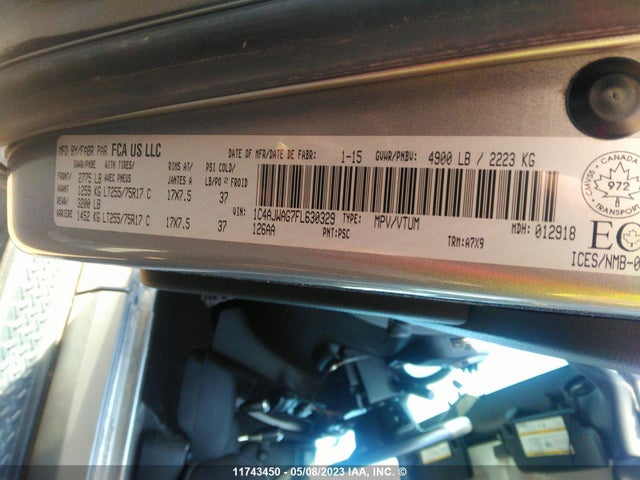 MFD BY/FABR PAR FCA US LLC
DATE OF MFR/DATE DE FABR: 1-15 GVWR/PNBV: 4900 LB / 2223 KG
GAWR/PNBE WITH TIRES/ RIMS AT/ PSI COLD/
FRONT/ 2775 LB AVEC PNEUS JANTES A LB/PO² FROID
AVANT 1259 KG LT255/75R17 C 17X7.5 37
REAR/ 3200 LB
ARRIERE 1452 KG LT255/75R17 C 17X7.5 37
VIN: 1C4AJWAG7FL630329 TYPE: MPV/VTUM MDH: 012918
126AA PNT:PSC TRM:A7X9
CMVSS
972
TRANSPORT
ICES/NMB-0
11743450 - 05/08/2023 IAA, Inc. ©